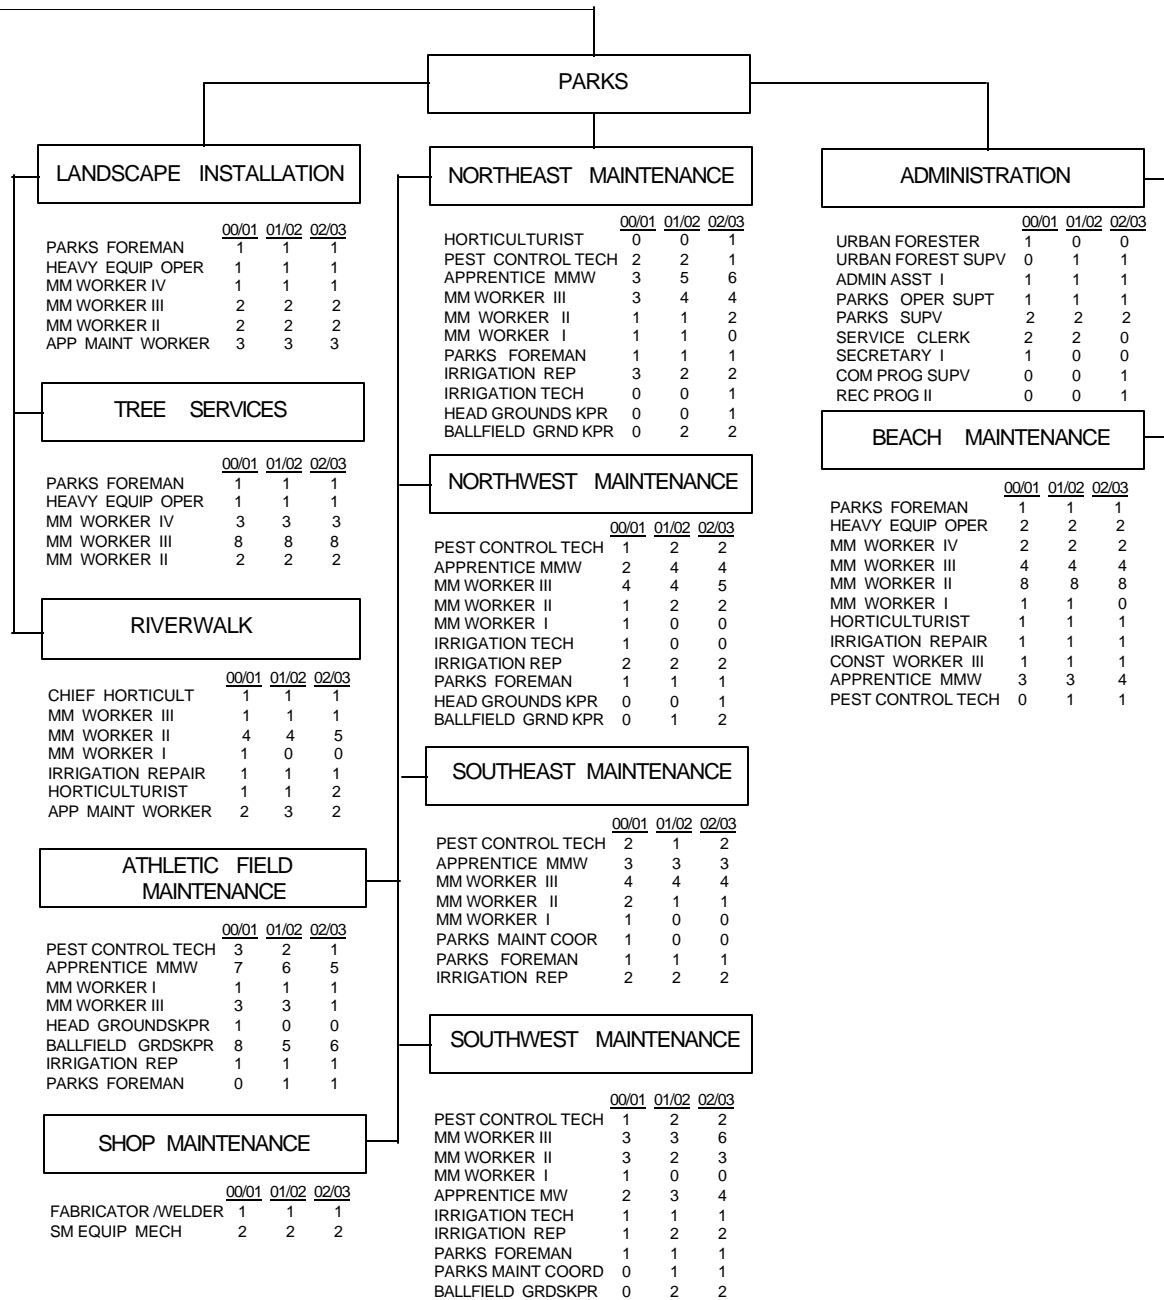 PARKS
LANDSCAPE INSTALLATION
00/01 01/02 02/03
PARKS FOREMAN 1 1 1
HEAVY EQUIP OPER 1 1 1
MM WORKER IV 1 1 1
MM WORKER III 2 2 2
MM WORKER II 2 2 2
APP MAINT WORKER 3 3 3
TREE SERVICES
00/01 01/02 02/03
PARKS FOREMAN 1 1 1
HEAVY EQUIP OPER 1 1 1
MM WORKER IV 3 3 3
MM WORKER III 8 8 8
MM WORKER II 2 2 2
RIVERWALK
00/01 01/02 02/03
CHIEF HORTICULT 1 1 1
MM WORKER III 1 1 1
MM WORKER II 4 4 5
MM WORKER I 1 0 0
IRRIGATION REPAIR 1 1 1
HORTICULTURIST 1 1 2
APP MAINT WORKER 2 3 2
ATHLETIC FIELD
MAINTENANCE
00/01 01/02 02/03
PEST CONTROL TECH 3 2 1
APPRENTICE MMW 7 6 5
MM WORKER I 1 1 1
MM WORKER III 3 3 1
HEAD GROUNDSKPR 1 0 0
BALLFIELD GRDSKPR 8 5 6
IRRIGATION REP 1 1 1
PARKS FOREMAN 0 1 1
SHOP MAINTENANCE
00/01 01/02 02/03
FABRICATOR /WELDER 1 1 1
SM EQUIP MECH 2 2 2
NORTHEAST MAINTENANCE
00/01 01/02 02/03
HORTICULTURIST 0 0 1
PEST CONTROL TECH 2 2 1
APPRENTICE MMW 3 5 6
MM WORKER III 3 4 4
MM WORKER II 1 1 2
MM WORKER I 1 1 0
PARKS FOREMAN 1 1 1
IRRIGATION REP 3 2 2
IRRIGATION TECH 0 0 1
HEAD GROUNDS KPR 0 0 1
BALLFIELD GRND KPR 0 2 2
NORTHWEST MAINTENANCE
00/01 01/02 02/03
PEST CONTROL TECH 1 2 2
APPRENTICE MMW 2 4 4
MM WORKER III 4 4 5
MM WORKER II 1 2 2
MM WORKER I 1 0 0
IRRIGATION TECH 1 0 0
IRRIGATION REP 2 2 2
PARKS FOREMAN 1 1 1
HEAD GROUNDS KPR 0 0 1
BALLFIELD GRND KPR 0 1 2
SOUTHEAST MAINTENANCE
00/01 01/02 02/03
PEST CONTROL TECH 2 1 2
APPRENTICE MMW 3 3 3
MM WORKER III 4 4 4
MM WORKER II 2 1 1
MM WORKER I 1 0 0
PARKS MAINT COOR 1 0 0
PARKS FOREMAN 1 1 1
IRRIGATION REP 2 2 2
SOUTHWEST MAINTENANCE
00/01 01/02 02/03
PEST CONTROL TECH 1 2 2
MM WORKER III 3 3 6
MM WORKER II 3 2 3
MM WORKER I 1 0 0
APPRENTICE MW 2 3 4
IRRIGATION TECH 1 1 1
IRRIGATION REP 1 2 2
PARKS FOREMAN 1 1 1
PARKS MAINT COORD 0 1 1
BALLFIELD GRDSKPR 0 2 2
ADMINISTRATION
00/01 01/02 02/03
URBAN FORESTER 1 0 0
URBAN FOREST SUPV 0 1 1
ADMIN ASST I 1 1 1
PARKS OPER SUPT 1 1 1
PARKS SUPV 2 2 2
SERVICE CLERK 2 2 0
SECRETARY I 1 0 0
COM PROG SUPV 0 0 1
REC PROG II 0 0 1
BEACH MAINTENANCE
00/01 01/02 02/03
PARKS FOREMAN 1 1 1
HEAVY EQUIP OPER 2 2 2
MM WORKER IV 2 2 2
MM WORKER III 4 4 4
MM WORKER II 8 8 8
MM WORKER I 1 1 0
HORTICULTURIST 1 1 1
IRRIGATION REPAIR 1 1 1
CONST WORKER III 1 1 1
APPRENTICE MMW 3 3 4
PEST CONTROL TECH 0 1 1